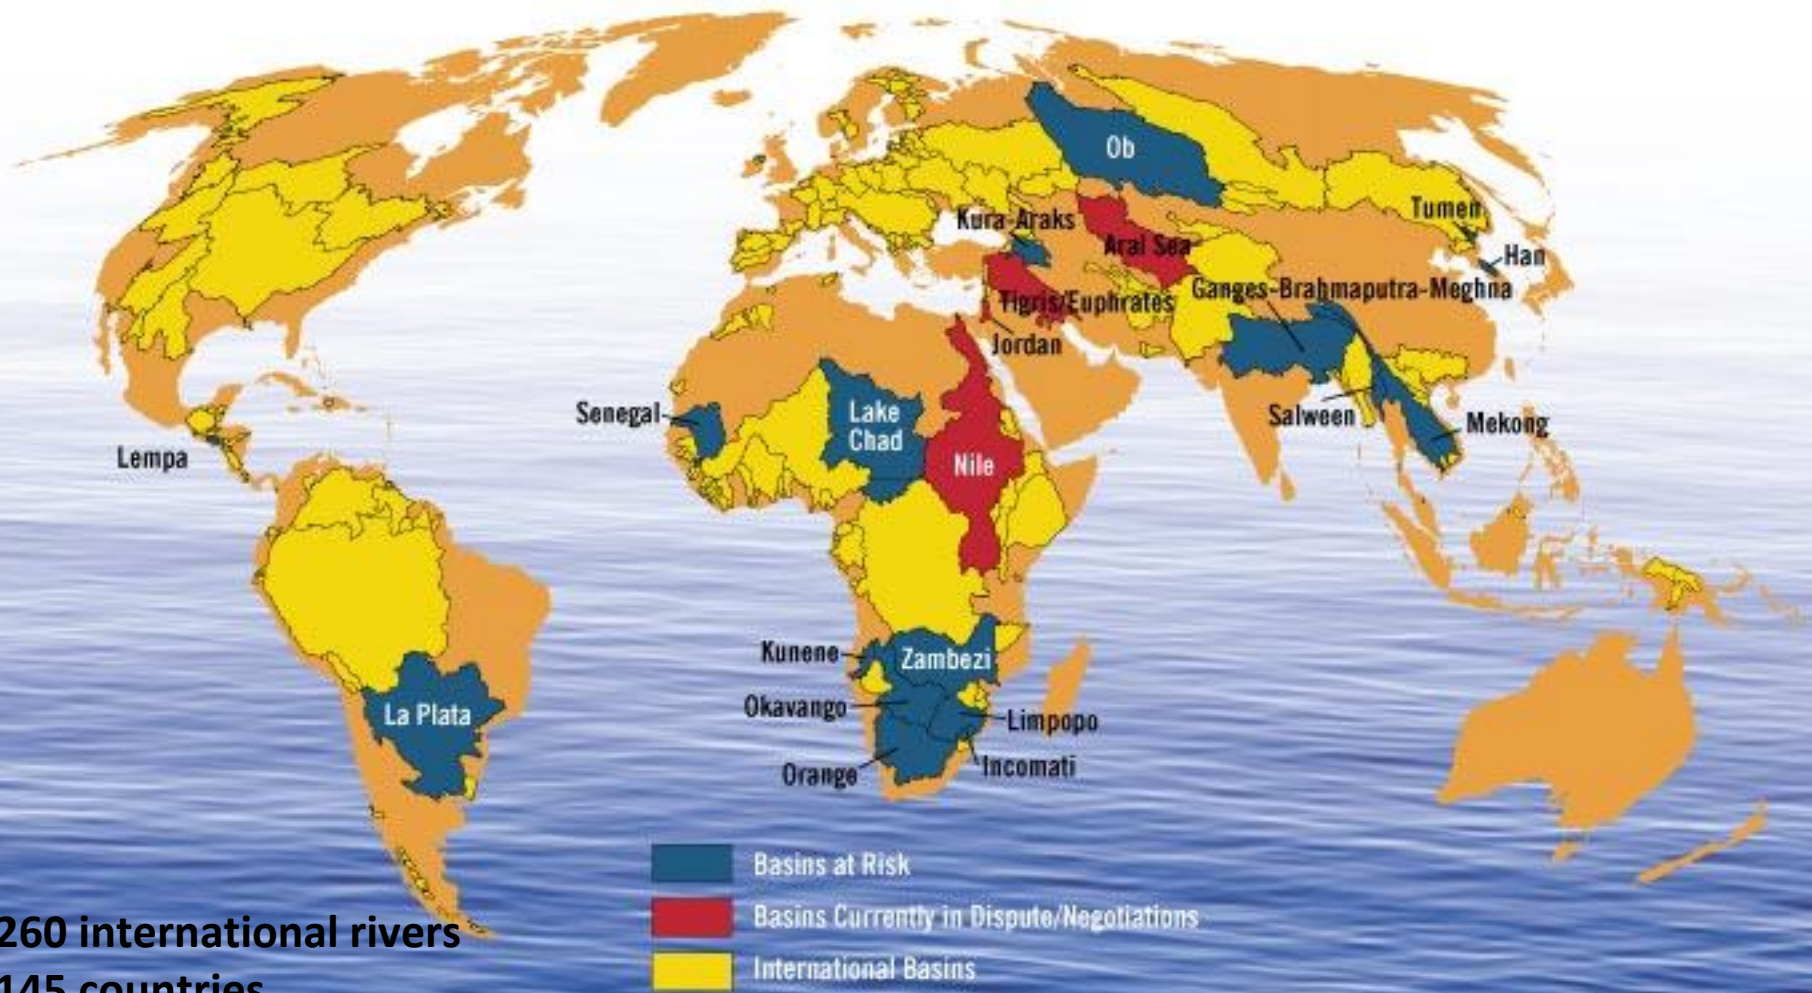 Ob
Kura-Araks
Tumen
Aral Sea
Han
Ganges-Brahmaputra-Meghna
Tigris/Euphrates
Jordan
Senegal
Lake
Chad
Salween
Mekong
Lempa
Nile
Kunene
Zambezi
Okavango
La Plata
Limpopo
Orange
Incomati
Basins at Risk
Basins Currently in Dispute/Negotiations
International Basins
260 international rivers
145 countries